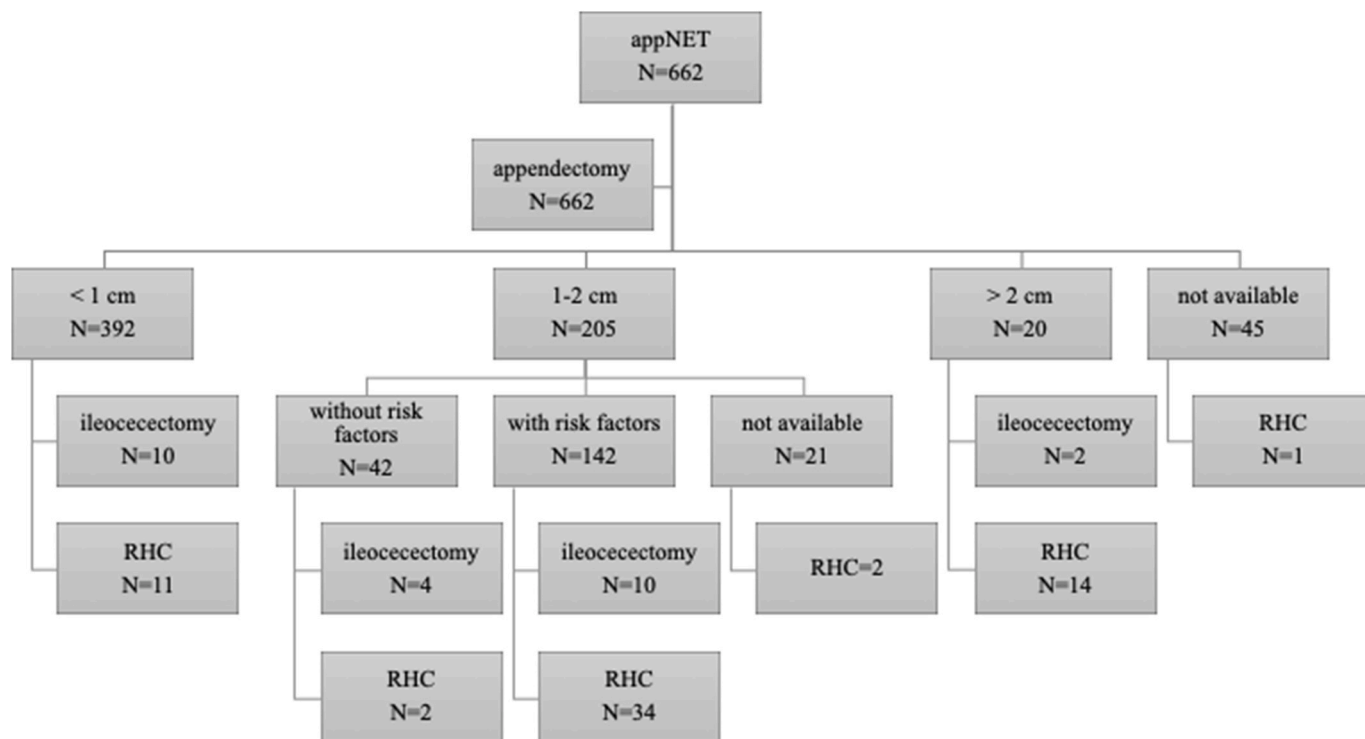 appNET
N=662
appendectomy
N=662
< 1 cm
N=392
1-2 cm
N=205
> 2 cm
N=20
not available
N=45
ileocecectomy
N=10
RHC
N=11
without risk
factors
N=42
with risk factors
N=142
not available
N=21
ileocecectomy
N=4
RHC
N=2
ileocecectomy
N=10
RHC
N=34
RHC=2
ileocecectomy
N=2
RHC
N=14
RHC
N=1